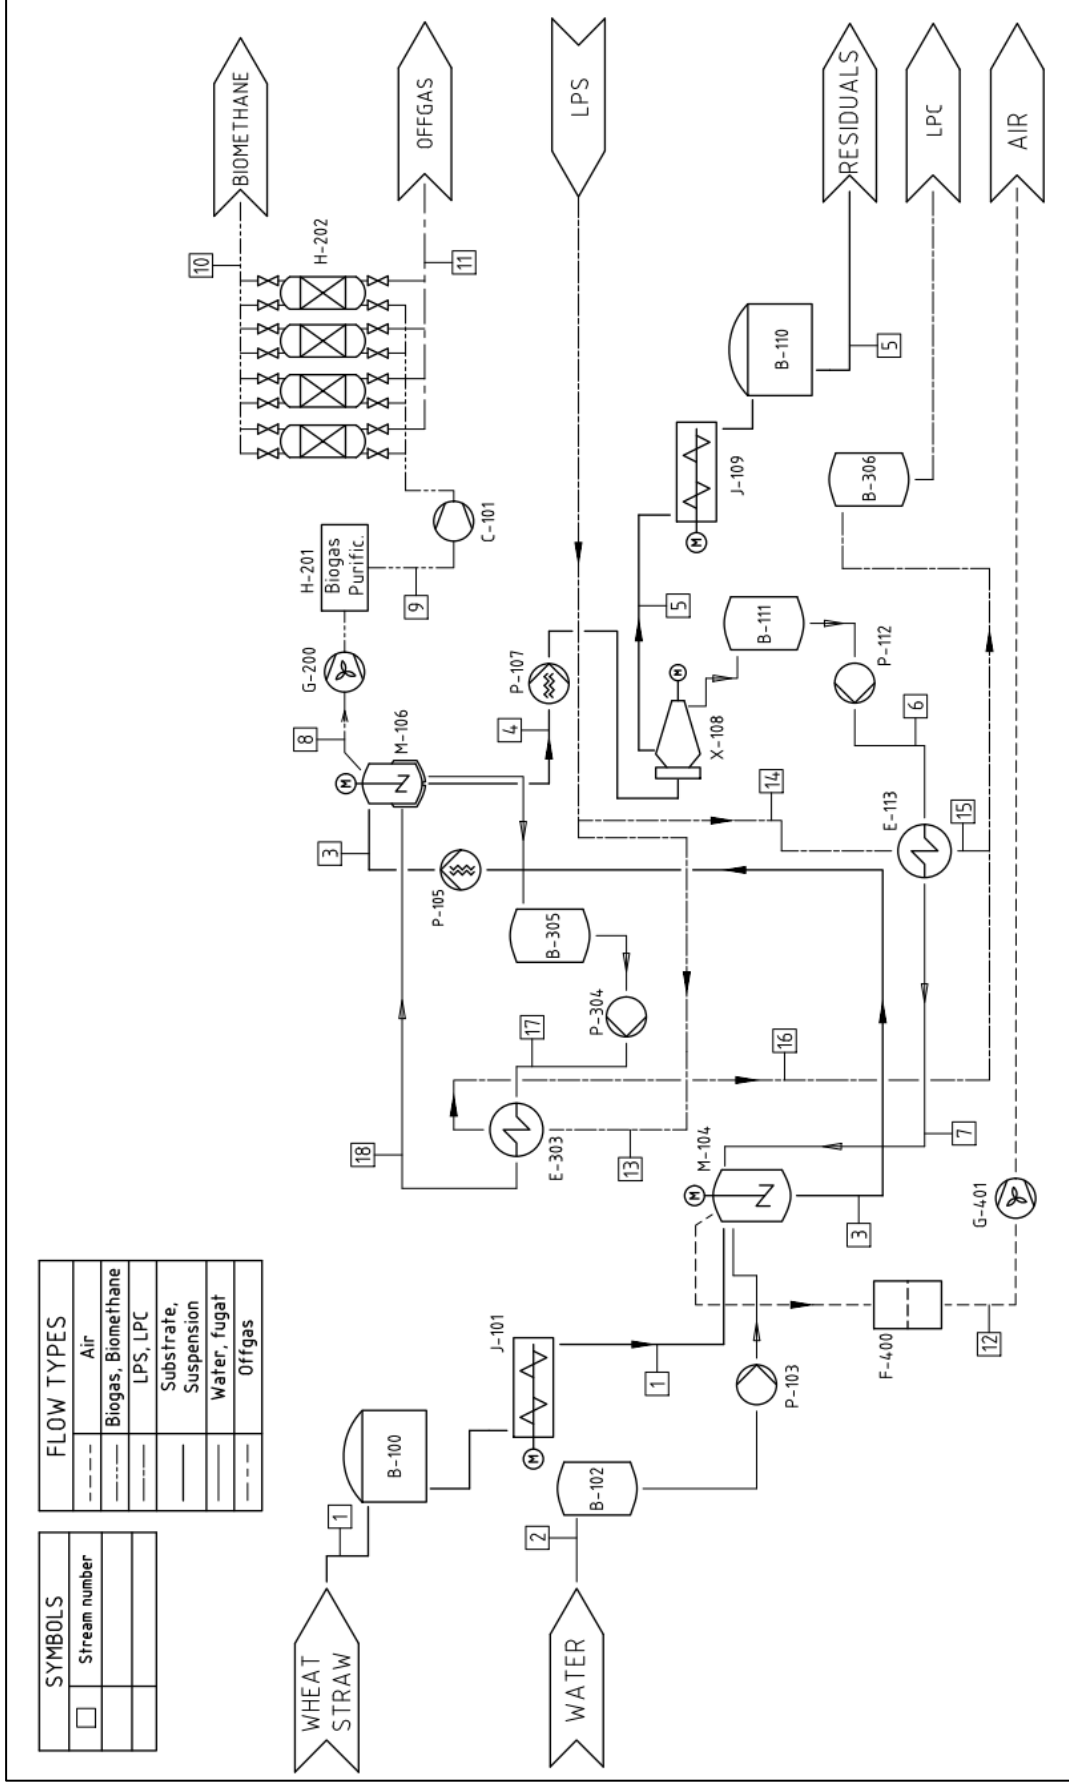 SYMBOLS
Stream number
FLOW TYPES
Air
Biogas, Biomethane
LPS, LPC
Substrate,
Suspension
Water, fugat
Offgas
WHEAT
STRAW
1
B-100
J-101
M
1
WATER
2
B-102
P-103
M-104
M
3
F-400
12
G-401
AIR
7
18
E-303
13
17
P-304
B-305
16
P-105
3
M
M-106
8
G-200
H-201
Biogas
Purific.
9
C-101
H-202
10
BIOMETHANE
11
OFFGAS
LPS
4
P-107
X-108
M
14
5
J-109
M
B-110
5
RESIDUALS
B-111
P-112
6
E-113
15
B-306
LPC